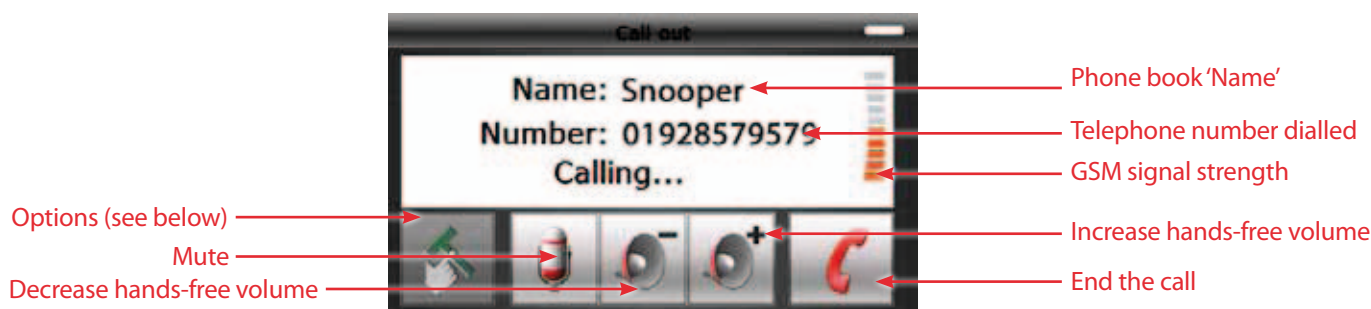 Call out
Name: Snooper
Number: 01928579579
Calling...
Phone book ‘Name’
Telephone number dialled
GSM signal strength
Options (see below)
Mute
Decrease hands-free volume
Increase hands-free volume
End the call